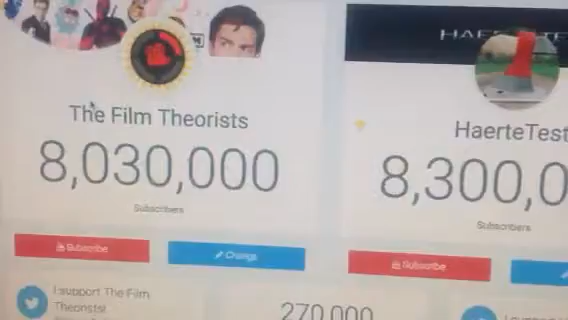 The Film Theorists
8,030,000
Subscribers
Subscribe
Change
I support The Film
Theorists!
HaerteTest
8,300,0
Subscribers
Subscribe
270,000